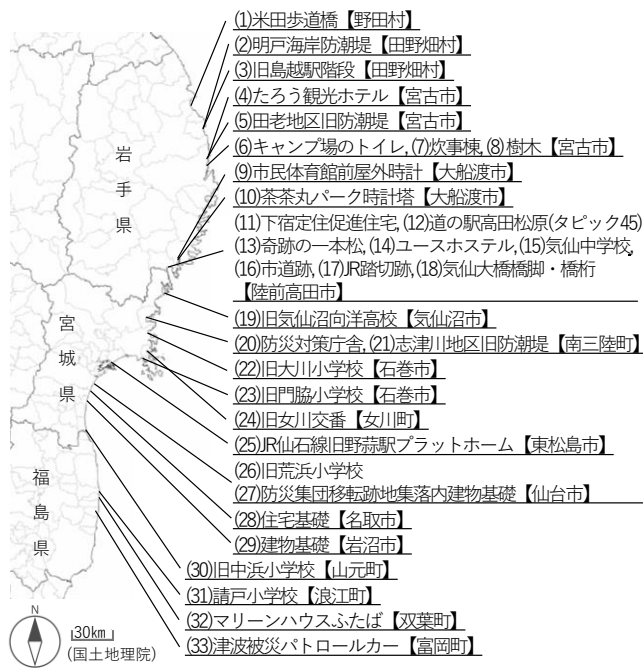 (1)米田歩道橋【野田村】
(2)明戸海岸防潮堤【田野畑村】
(3)旧島越駅階段【田野畑村】
(4)たろう観光ホテル【宮古市】
(5)田老地区旧防潮堤【宮古市】
(6)キャンプ場のトイレ,(7)炊事棟,(8)樹木【宮古市】
(9)市民体育館前屋外時計【大船渡市】
(10)茶茶丸パーク時計塔【大船渡市】
(11)下宿定住促進住宅,(12)道の駅高田松原(タピック45)
(13)奇跡の一本松,(14)ユースホステル,(15)気仙中学校,
(16)市道跡,(17)JR踏切跡,(18)気仙大橋橋脚・橋桁
【陸前高田市】
(19)旧気仙沼向洋高校【気仙沼市】
(20)防災対策庁舎,(21)志津川地区旧防潮堤【南三陸町】
(22)旧大川小学校【石巻市】
(23)旧門脇小学校【石巻市】
(24)旧女川交番【女川町】
(25)JR仙石線旧野蒜駅プラットホーム【東松島市】
(26)旧荒浜小学校
(27)防災集団移転跡地集落内建物基礎【仙台市】
(28)住宅基礎【名取市】
(29)建物基礎【岩沼市】
(30)旧中浜小学校【山元町】
(31)請戸小学校【浪江町】
(32)マリーンハウスふたば【双葉町】
(33)津波被災パトロールカー【富岡町】
岩手県
宮城県
福島県
N
30km
(国土地理院)